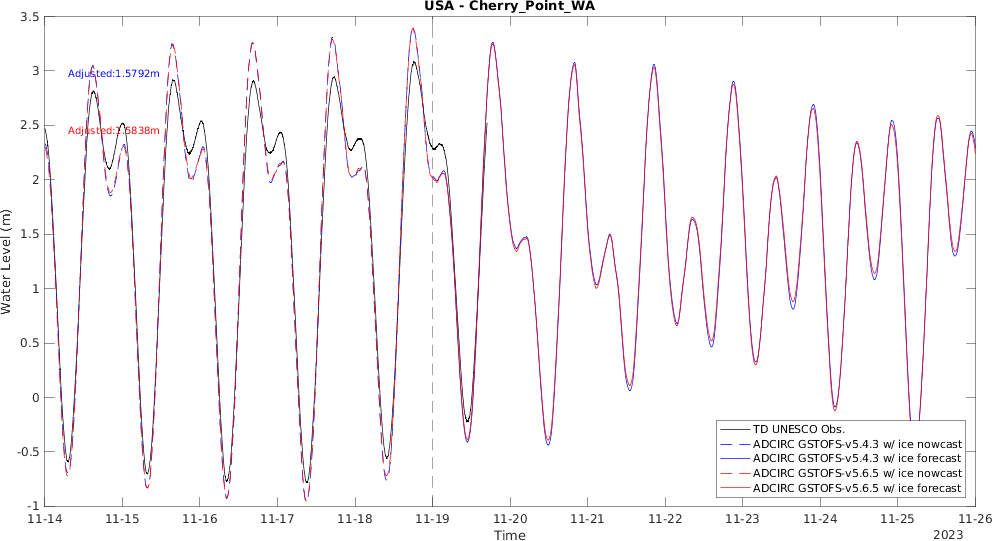 USA - Cherry_Point_WA
3.5
3
2.5
2
1.5
1
0.5
0
-0.5
-1
Water Level (m)
Adjusted:1.5792m
Adjusted:1.5838m
TD UNESCO Obs.
ADCIRC GSTOFS-v5.4.3 w/ ice nowcast
ADCIRC GSTOFS-v5.4.3 w/ ice forecast
ADCIRC GSTOFS-v5.6.5 w/ ice nowcast
ADCIRC GSTOFS-v5.6.5 w/ ice forecast
11-14 11-15 11-16 11-17 11-18 11-19 11-20 11-21 11-22 11-23 11-24 11-25 11-26
Time
2023